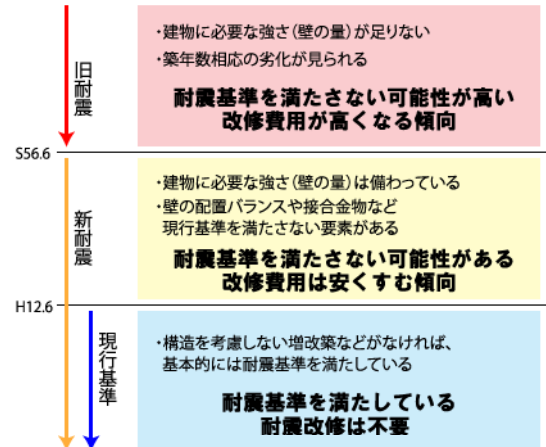 旧耐震
・建物に必要な強さ(壁の量)が足りない
・築年数相応の劣化が見られる
耐震基準を満たさない可能性が高い
改修費用が高くなる傾向
S56.6
新耐震
・建物に必要な強さ(壁の量)は備わっている
・壁の配置バランスや接合金物など
現行基準を満たさない要素がある
耐震基準を満たさない可能性がある
改修費用は安くすむ傾向
H12.6
現行基準
・構造を考慮しない増改築などがなければ、
基本的には耐震基準を満たしている
耐震基準を満たしている
耐震改修は不要